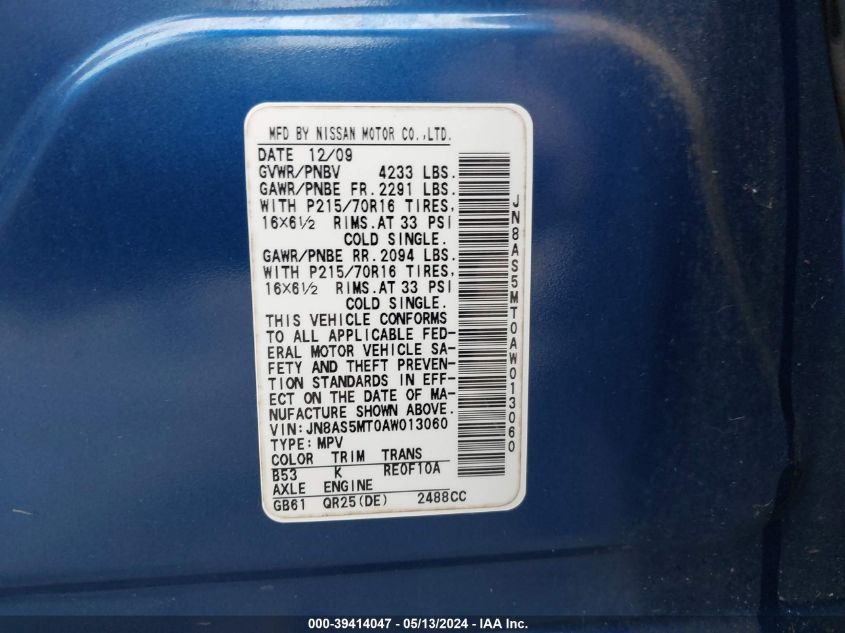 MFD BY NISSAN MOTOR CO.,LTD.
DATE 12/09
GVWR/PNBV 4233 LBS.
GAWR/PNBE FR. 2291 LBS.
WITH P215/70R16 TIRES,
16X6½ RIMS.AT 33 PSI
COLD SINGLE.
GAWR/PNBE RR. 2094 LBS.
WITH P215/70R16 TIRES,
16X6½ RIMS.AT 33 PSI
COLD SINGLE.
THIS VEHICLE CONFORMS
TO ALL APPLICABLE FED-
ERAL MOTOR VEHICLE SA-
FETY AND THEFT PREVEN-
TION STANDARDS IN EFF-
ECT ON THE DATE OF MA-
NUFACTURE SHOWN ABOVE.
VIN:JN8AS5MT0AW013060
TYPE:MPV
COLOR TRIM TRANS
B53 K RE0F10A
AXLE ENGINE
GB61 QR25(DE) 2488CC
JN8AS5MT0AW013060
000-39414047 - 05/13/2024 - IAA Inc.